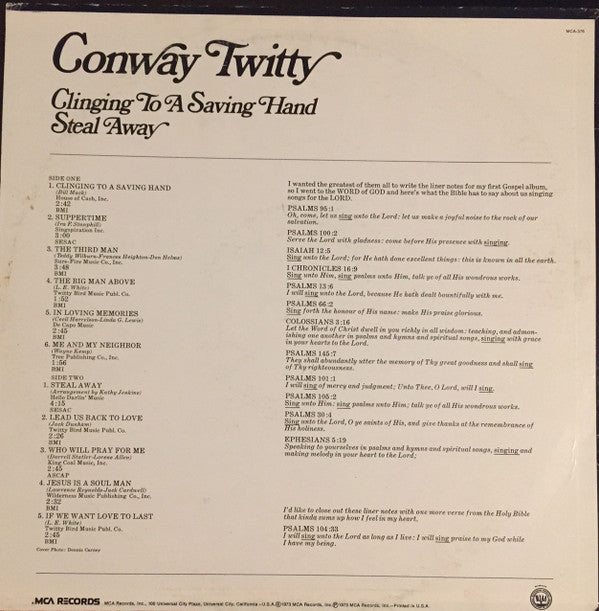 MCA-376
Conway Twitty
Clinging To A Saving Hand
Steal Away
SIDE ONE
1. CLINGING TO A SAVING HAND
(Bill Mack)
House of Cash, Inc.
2:42
BMI
2. SUPPERTIME
(Ira F. Stanphill)
Singspiration Inc.
3:00
SESAC
3. THE THIRD MAN
(Teddy Wilburn-Frances Heighton-Don Helms)
Sure-Fire Music Co., Inc.
3:48
BMI
4. THE BIG MAN ABOVE
(L. E. White)
Twitty Bird Music Publ. Co.
1:52
BMI
5. IN LOVING MEMORIES
(Cecil Harrelson-Linda G. Lewis)
De Capo Music
2:45
BMI
6. ME AND MY NEIGHBOR
(Wayne Kemp)
Tree Publishing Co., Inc.
1:56
BMI
SIDE TWO
1. STEAL AWAY
(Arrangement by Kathy Jenkins)
Hello Darlin' Music
4:15
SESAC
2. LEAD US BACK TO LOVE
(Jack Dunham)
Twitty Bird Music Publ. Co.
2:26
BMI
3. WHO WILL PRAY FOR ME
(Darrell Statler-Lorene Allen)
King Coal Music, Inc.
2:45
ASCAP
4. JESUS IS A SOUL MAN
(Lawrence Reynolds-Jack Cardwell)
Wilderness Music Publishing Co., Inc.
2:32
BMI
5. IF WE WANT LOVE TO LAST
(L. E. White)
Twitty Bird Music Publ. Co.
2:45
BMI
Cover Photo: Dennis Carney
I wanted the greatest of them all to write the liner notes for my first Gospel album,
so I went to the WORD of GOD and here's what the Bible has to say about us singing
songs for the LORD.
PSALMS 95:1
Oh, come, let us sing unto the Lord: let us make a joyful noise to the rock of our
salvation.
PSALMS 100:2
Serve the Lord with gladness: come before His presence with singing.
ISAIAH 12:5
Sing unto the Lord; for He hath done excellent things: this is known in all the earth.
I CHRONICLES 16:9
Sing unto Him, sing psalms unto Him, talk ye of all His wondrous works.
PSALMS 13:6
I will sing unto the Lord, because He hath dealt bountifully with me.
PSALMS 66:2
Sing forth the honour of His name: make His praise glorious.
COLOSSIANS 3:16
Let the Word of Christ dwell in you richly in all wisdom: teaching, and admon-
ishing one another in psalms and hymns and spiritual songs, singing with grace
in your hearts to the Lord.
PSALMS 145:7
They shall abundantly utter the memory of Thy great goodness and shall sing
of Thy righteousness.
PSALMS 101:1
I will sing of mercy and judgment; Unto Thee, O Lord, will I sing.
PSALMS 105:2
Sing unto Him: sing psalms unto Him; talk ye of all His wondrous works.
PSALMS 30:4
Sing unto the Lord, O ye saints of His, and give thanks at the remembrance of
His holiness.
EPHESIANS 5:19
Speaking to yourselves in psalms and hymns and spiritual songs, singing and
making melody in your heart to the Lord;
I'd like to close out these liner notes with one more verse from the Holy Bible
that kinda sums up how I feel in my heart.
PSALMS 104:33
I will sing unto the Lord as long as I live: I will sing praise to my God while
I have my being.
MCA RECORDS MCA Records, Inc., 100 Universal City Plaza, Universal City, California - U.S.A. ©1973 MCA Records, Inc. ℗1973 MCA Records, Inc.-Printed in U.S.A.